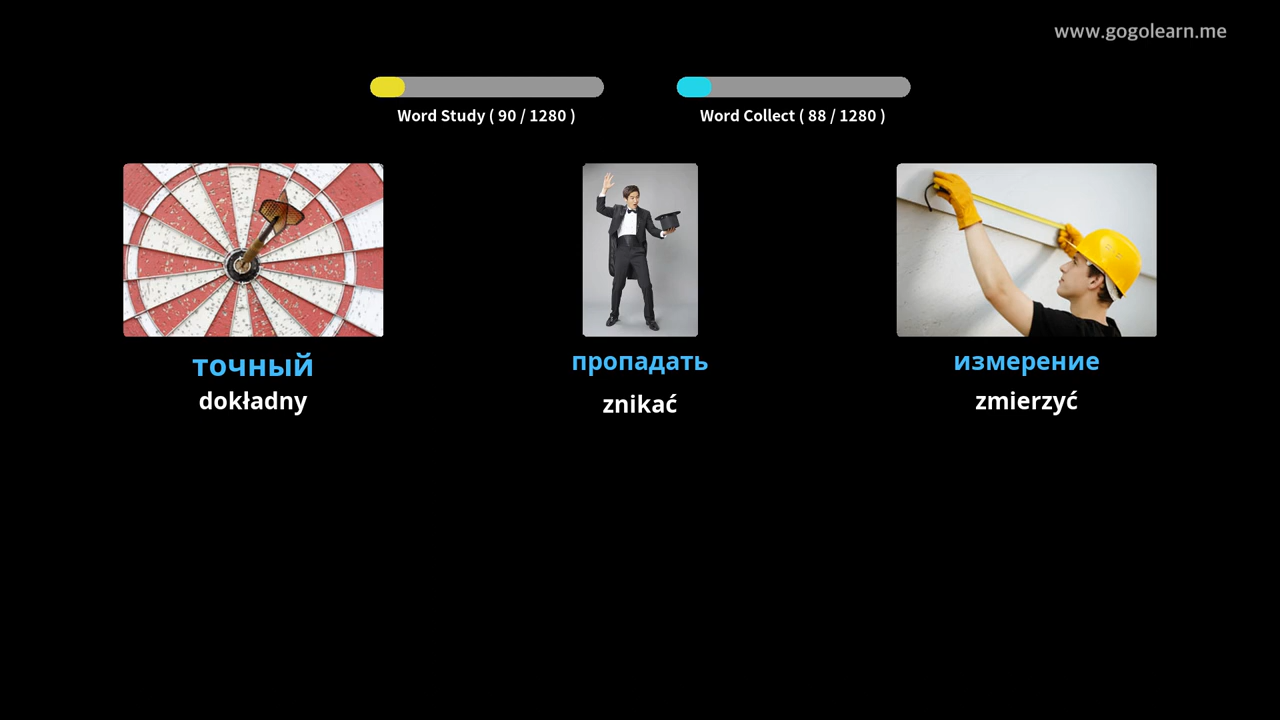 www.gogolearn.me
Word Study ( 90 / 1280 )
Word Collect ( 88 / 1280 )
точный
dokładny
пропадать
znikać
измерение
zmierzyć